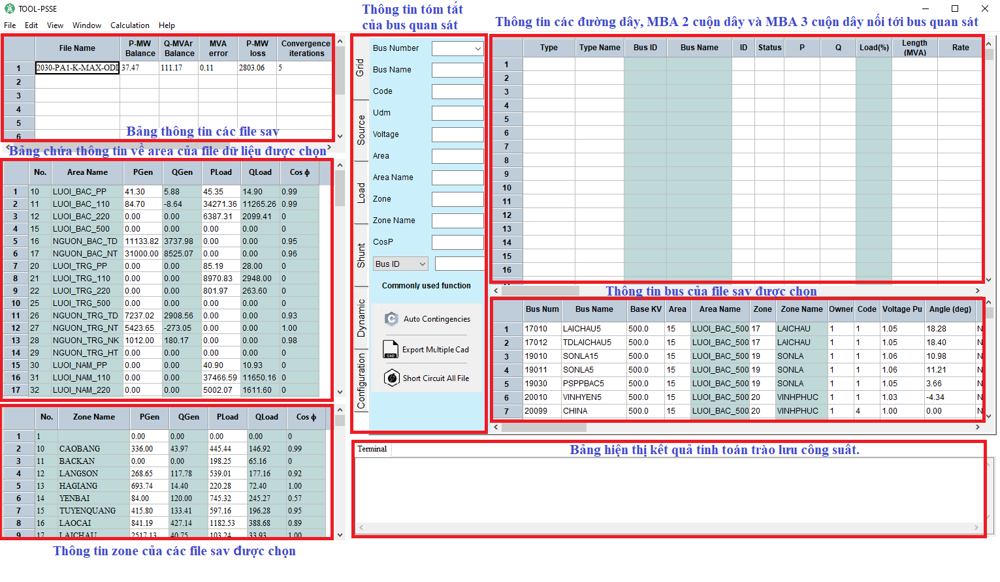 TOOL-PSSE
File Edit View Window Calculation Help
Thông tin tóm tắt
của bus quan sát
Thông tin các đường dây, MBA 2 cuộn dây và MBA 3 cuộn dây nối tới bus quan sát
File Name P-MW Balance Q-MVAr Balance MVA error P-MW loss Convergence iterations
1 2030-PA1-K-MAX-ODI 37.47 111.17 0.11 2803.06 5
2
3
4
5
6
Bảng thông tin các file sav
Bảng chứa thông tin về area của file dữ liệu được chọn
No. Area Name PGen QGen PLoad QLoad Cos ϕ
1 10 LUOI_BAC_PP 41.30 5.88 45.35 14.90 0.99
2 11 LUOI_BAC_110 84.70 -8.64 34271.36 11265.26 0.99
3 12 LUOI_BAC_220 0.00 0.00 6387.31 2099.41 0
4 15 LUOI_BAC_500 0.00 0.00 0.00 0.00 0
5 16 NGUON_BAC_TD 11133.82 3737.98 0.00 0.00 0.95
6 17 NGUON_BAC_NT 31000.00 8525.07 0.00 0.00 0.96
7 20 LUOI_TRG_PP 0.00 0.00 85.19 28.00 0
8 21 LUOI_TRG_110 0.00 0.00 8970.83 2948.00 0
9 22 LUOI_TRG_220 0.00 0.00 801.97 263.60 0
10 25 LUOI_TRG_500 0.00 0.00 0.00 0.00 0
11 26 NGUON_TRG_TD 7237.02 2908.56 0.00 0.00 0.93
12 27 NGUON_TRG_NT 5423.65 -273.05 0.00 0.00 1.00
13 28 NGUON_TRG_NK 1012.00 180.17 0.00 0.00 0.98
14 29 NGUON_TRG_HT 0.00 0.00 0.00 0.00 0
15 30 LUOI_NAM_PP 0.00 0.00 40.90 10.93 0
16 31 LUOI_NAM_110 0.00 0.00 37466.59 11650.16 0
17 32 LUOI_NAM_220 0.00 0.00 5002.07 1611.60 0
No. Zone Name PGen QGen PLoad QLoad Cos ϕ
1 1 0.00 0.00 0.00 0.00 0
2 10 CAOBANG 336.00 43.97 445.44 146.92 0.99
3 11 BACKAN 0.00 0.00 198.25 65.16 0
4 12 LANGSON 268.65 117.78 539.01 177.16 0.92
5 13 HAGIANG 693.74 14.40 220.28 72.40 1.00
6 14 YENBAI 84.00 120.00 745.32 245.27 0.57
7 15 TUYENQUANG 415.80 133.41 597.16 196.28 0.95
8 16 LAOCAI 841.19 427.14 1182.53 388.68 0.89
9 17 LAICHAU 2517.13 40.75 103.24 33.93 1.00
Thông tin zone của các file sav được chọn
Grid
Source
Load
Shunt
Dynamic
Configuration
Bus Number
Bus Name
Code
Udm
Voltage
Area
Area Name
Zone
Zone Name
CosP
Bus ID
Commonly used function
Auto Contingencies
CAD Export Multiple Cad
Short Circuit All File
Type Type Name Bus ID Bus Name ID Status P Q Load(%) Length (MVA) Rate
1
2
3
4
5
6
7
8
9
10
11
12
13
14
15
16
Thông tin bus của file sav được chọn
Bus Num Bus Name Base KV Area Area Name Zone Zone Name Owner Code Voltage Pu Angle (deg)
1 17010 LAICHAU5 500.0 15 LUOI_BAC_500 17 LAICHAU 1 1 1.05 18.28 N
2 17012 TDLAICHAU5 500.0 15 LUOI_BAC_500 17 LAICHAU 1 1 1.05 18.40 N
3 19010 SONLA15 500.0 15 LUOI_BAC_500 19 SONLA 1 1 1.06 10.98 N
4 19011 SONLA5 500.0 15 LUOI_BAC_500 19 SONLA 1 1 1.06 11.21 N
5 19030 PSPPBAC5 500.0 15 LUOI_BAC_500 19 SONLA 1 1 1.05 3.66 N
6 20010 VINHYEN5 500.0 15 LUOI_BAC_500 20 VINHPHUC 1 1 1.03 -4.34 N
7 20099 CHINA 500.0 15 LUOI_BAC_500 20 VINHPHUC 1 4 1.00 0.00 N
Terminal
Bảng hiện thị kết quả tính toán trào lưu công suất.